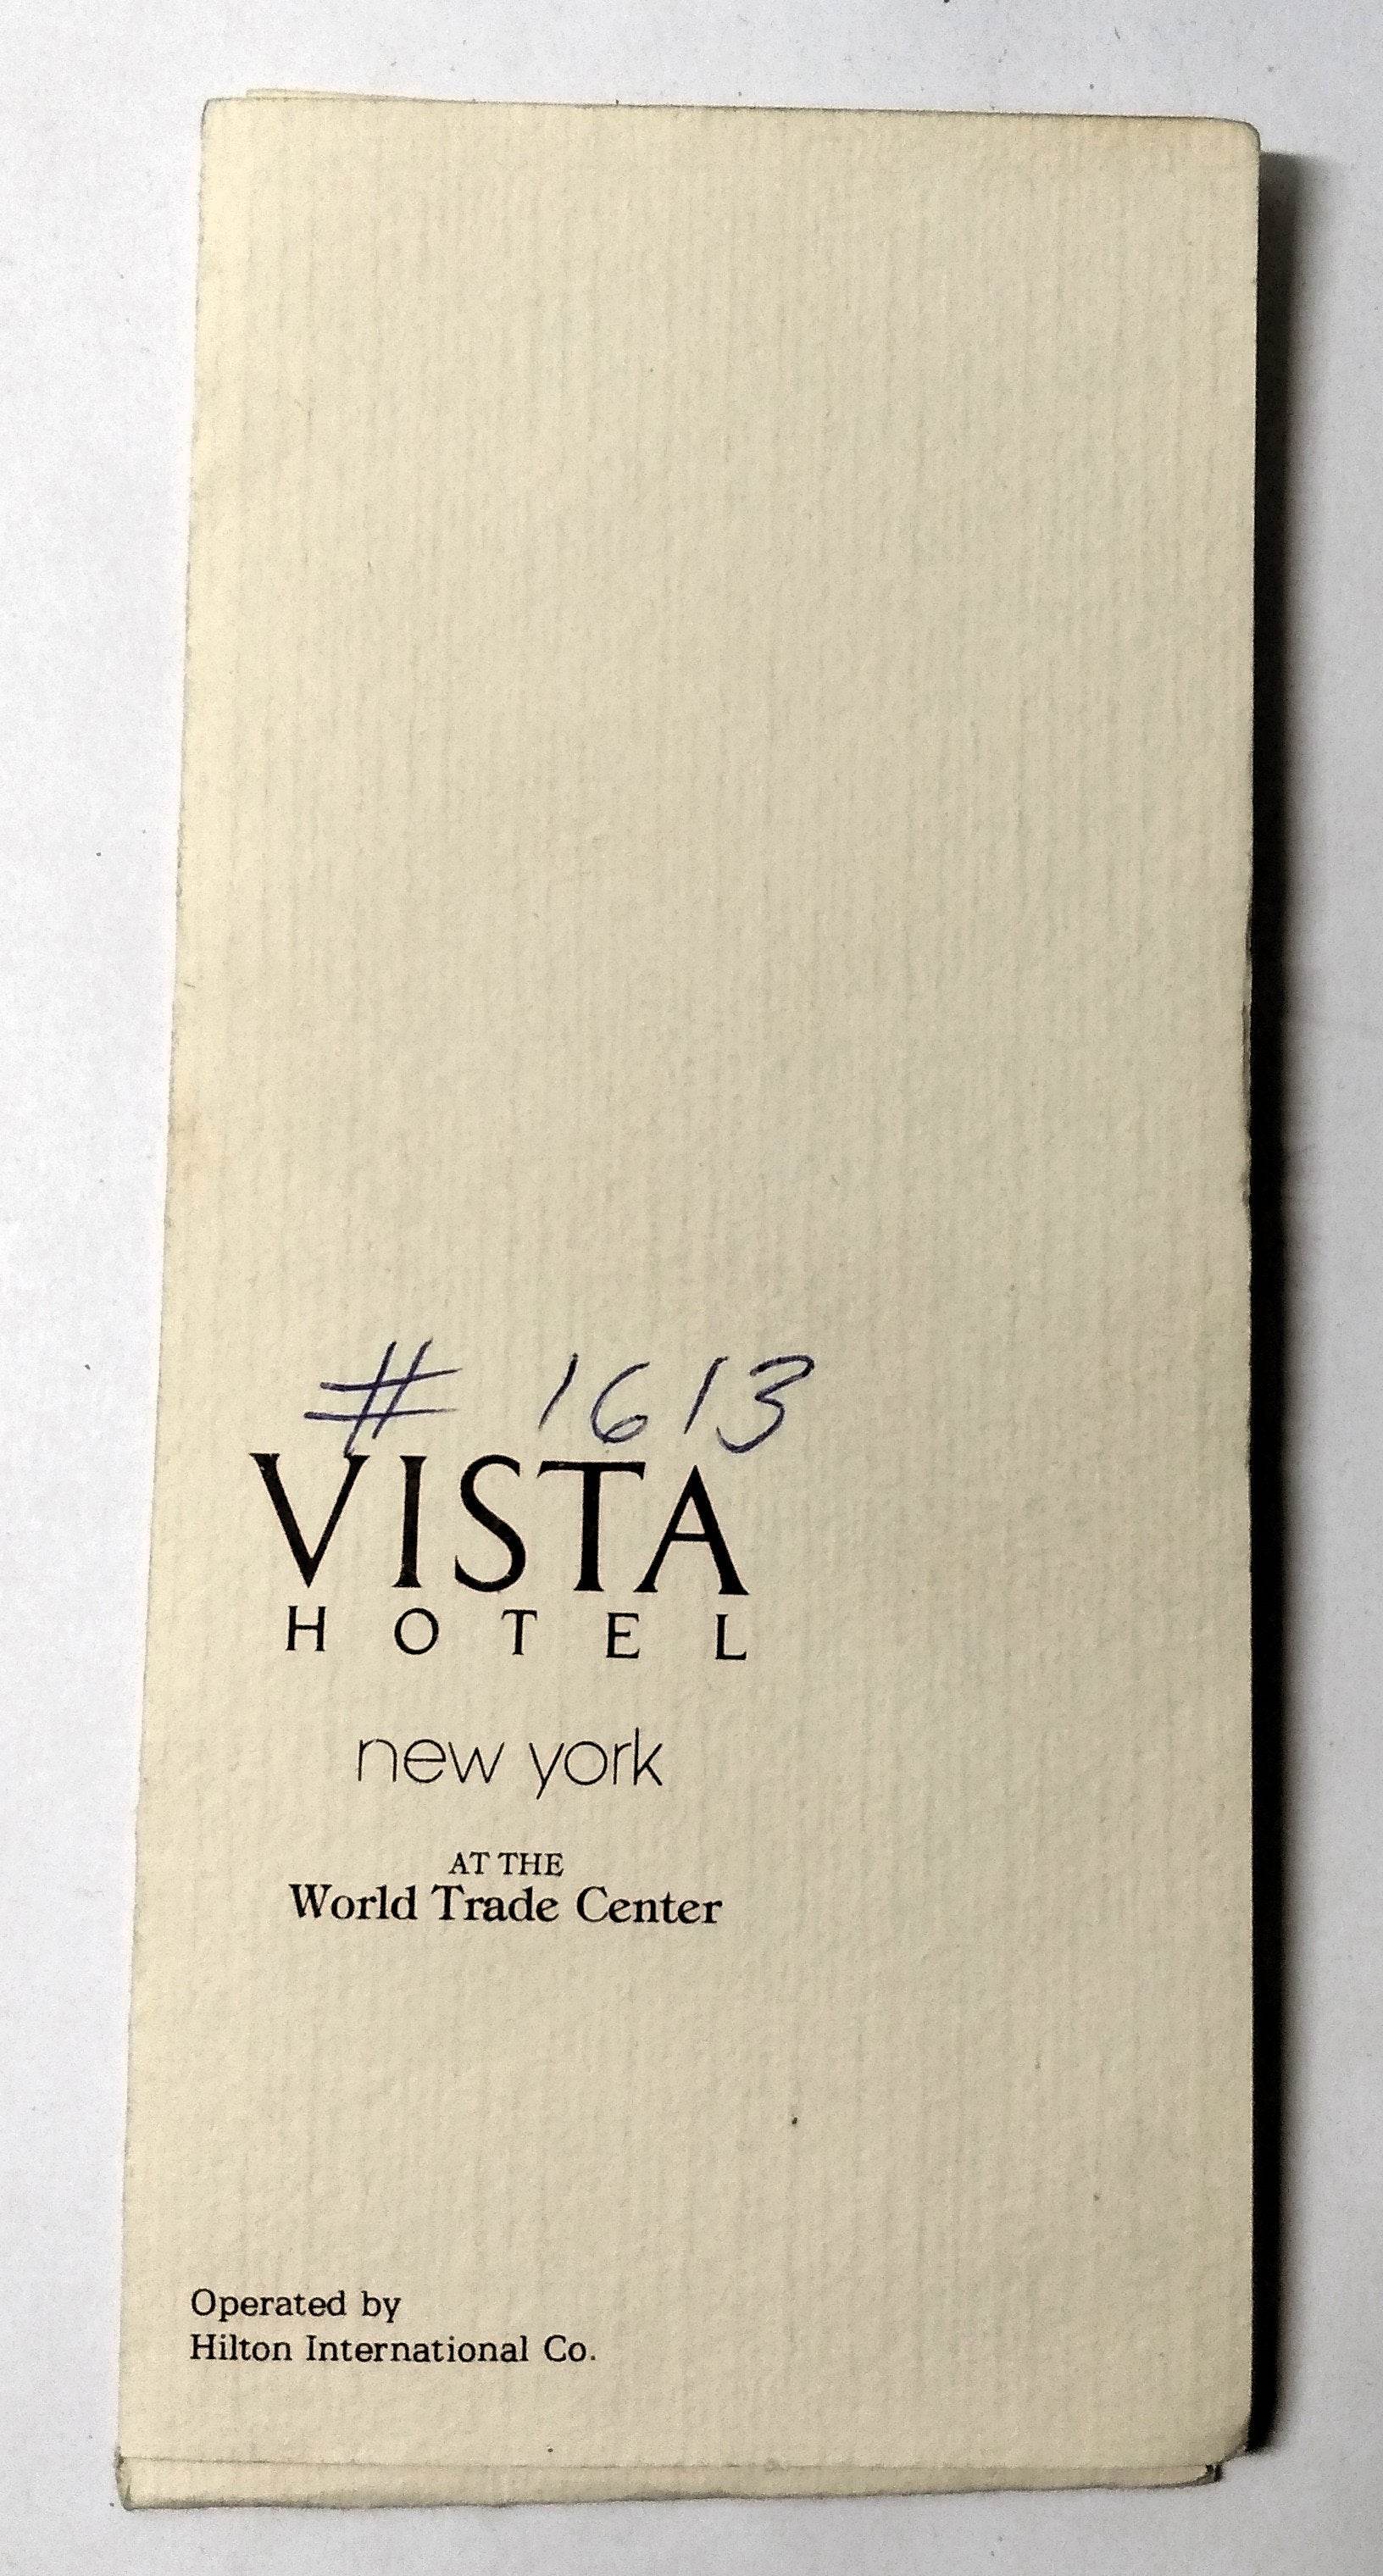 # 1613
VISTA
HOTEL
new york
AT THE
World Trade Center
Operated by
Hilton International Co.